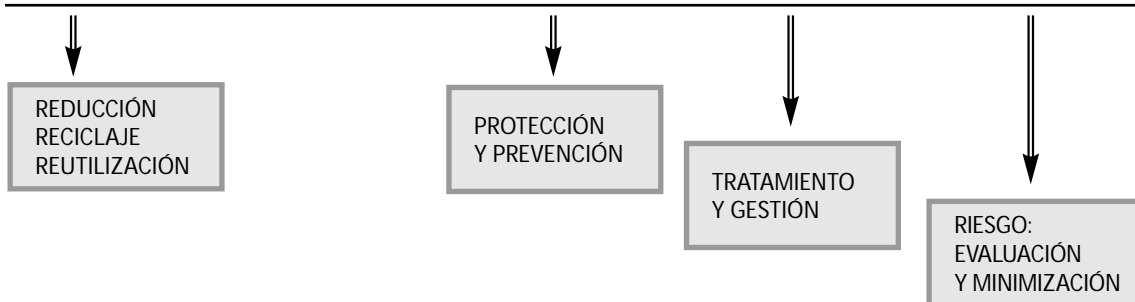 REDUCCIÓN
RECICLAJE
REUTILIZACIÓN
PROTECCIÓN
Y PREVENCIÓN
TRATAMIENTO
Y GESTIÓN
RIESGO:
EVALUACIÓN
Y MINIMIZACIÓN